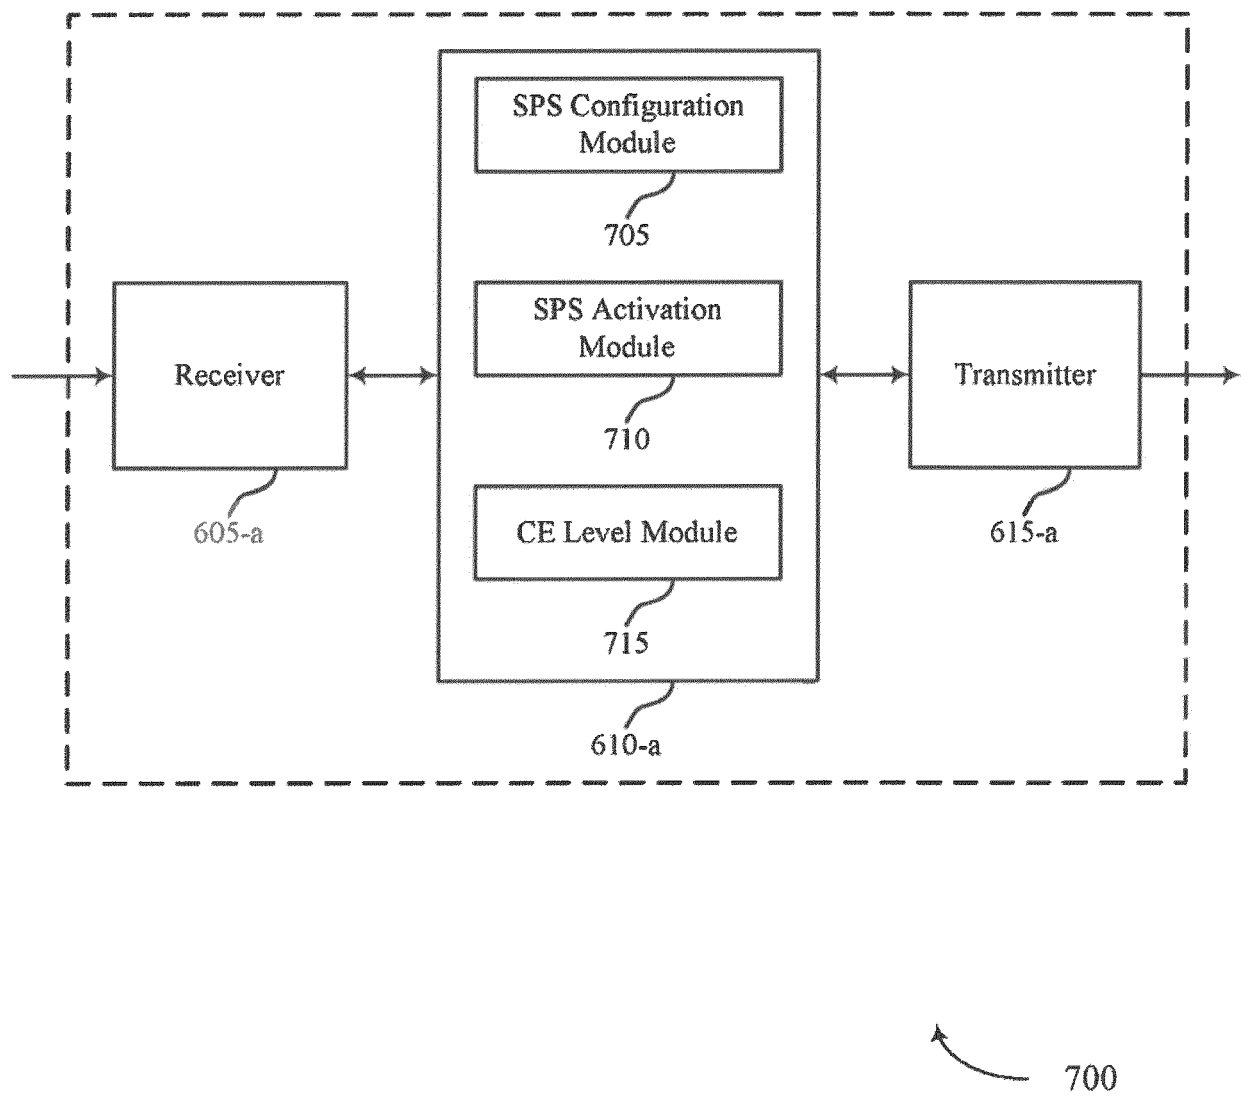 SPS Configuration
Module
705
SPS Activation
Module
710
Receiver
605-a
Transmitter
615-a
CE Level Module
715
610-a
700